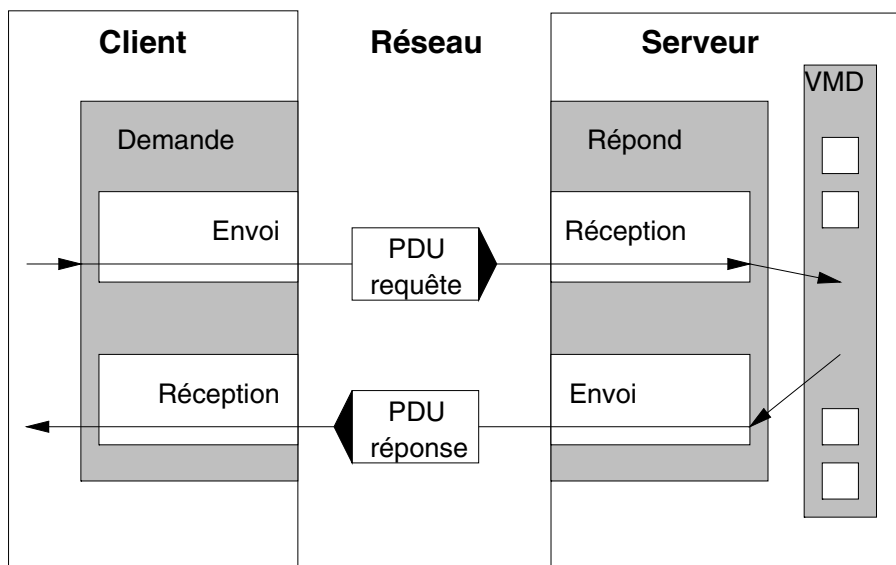 Client
Réseau
Serveur
VMD
Demande
Répond
Envoi
PDU
requête
Réception
Réception
PDU
réponse
Envoi